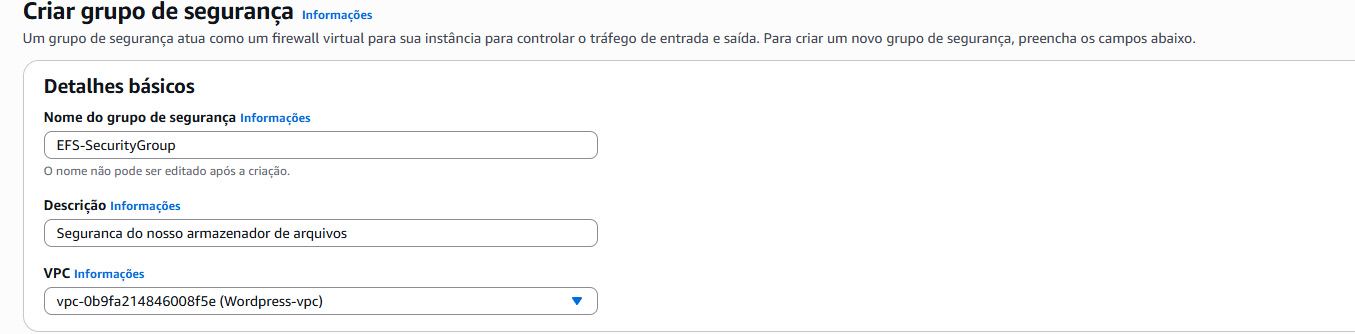 Criar grupo de segurança Informações
Um grupo de segurança atua como um firewall virtual para sua instância para controlar o tráfego de entrada e saída. Para criar um novo grupo de segurança, preencha os campos abaixo.
Detalhes básicos
Nome do grupo de segurança Informações
EFS-SecurityGroup
O nome não pode ser editado após a criação.
Descrição Informações
Seguranca do nosso armazenador de arquivos
VPC Informações
vpc-0b9fa214846008f5e (Wordpress-vpc)